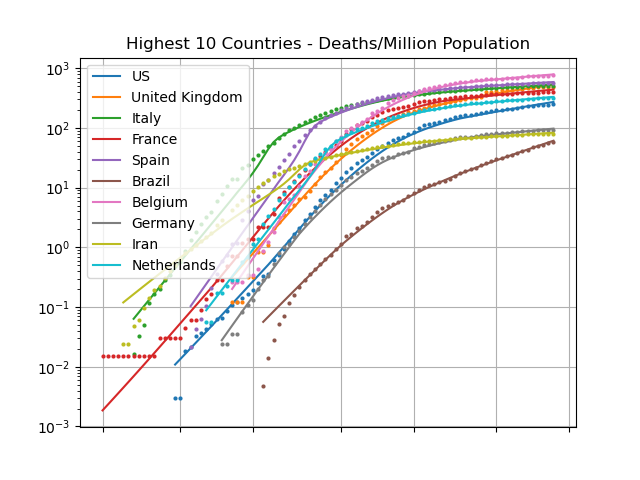 Highest 10 Countries - Deaths/Million Population
10³
10²
10¹
10⁰
10⁻¹
10⁻²
10⁻³
US
United Kingdom
Italy
France
Spain
Brazil
Belgium
Germany
Iran
Netherlands